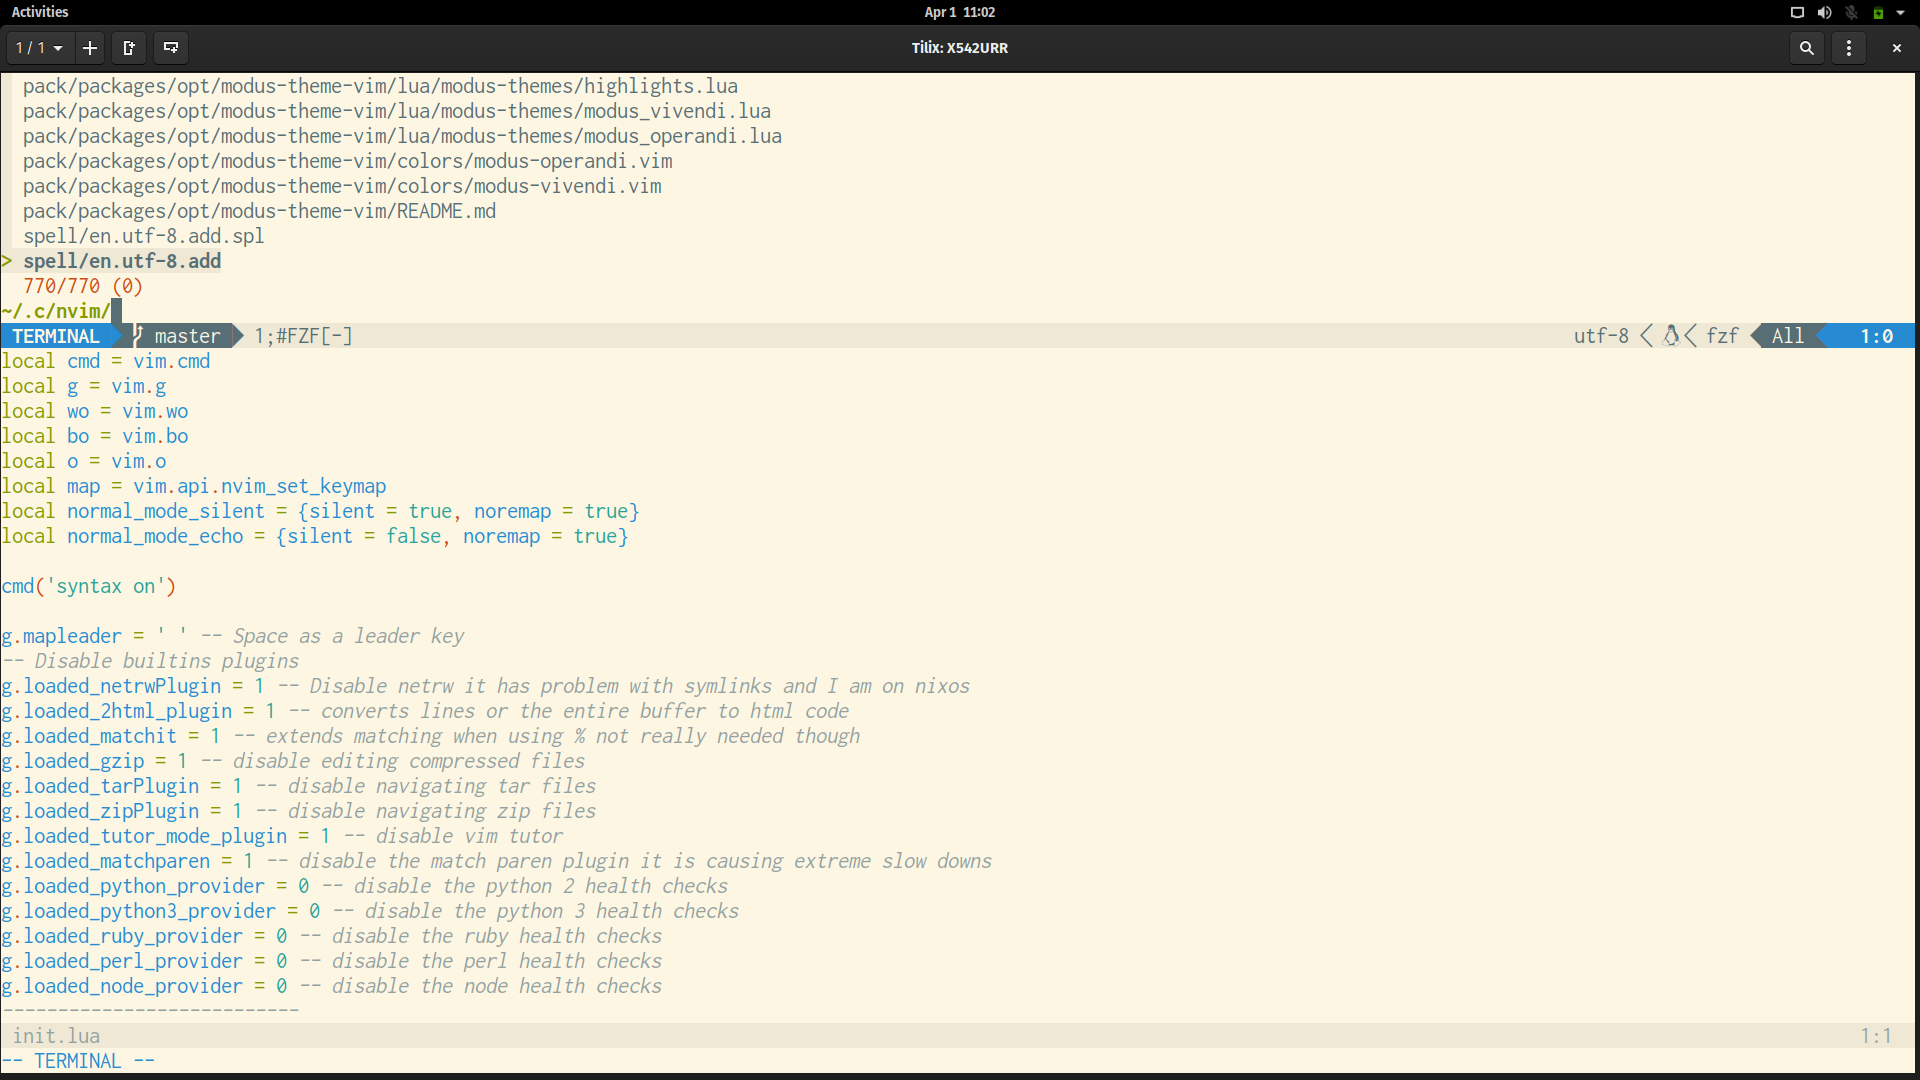 Activities
Apr 1 11:02
1 / 1
Tilix: X542URR
pack/packages/opt/modus-theme-vim/lua/modus-themes/highlights.lua
pack/packages/opt/modus-theme-vim/lua/modus-themes/modus_vivendi.lua
pack/packages/opt/modus-theme-vim/lua/modus-themes/modus_operandi.lua
pack/packages/opt/modus-theme-vim/colors/modus-operandi.vim
pack/packages/opt/modus-theme-vim/colors/modus-vivendi.vim
pack/packages/opt/modus-theme-vim/README.md
spell/en.utf-8.add.spl
> spell/en.utf-8.add
770/770 (0)
~/.c/nvim/
TERMINAL master 1;#FZF[-] utf-8 fzf All 1:0
local cmd = vim.cmd
local g = vim.g
local wo = vim.wo
local bo = vim.bo
local o = vim.o
local map = vim.api.nvim_set_keymap
local normal_mode_silent = {silent = true, noremap = true}
local normal_mode_echo = {silent = false, noremap = true}
cmd('syntax on')
g.mapleader = ' ' -- Space as a leader key
-- Disable builtins plugins
g.loaded_netrwPlugin = 1 -- Disable netrw it has problem with symlinks and I am on nixos
g.loaded_2html_plugin = 1 -- converts lines or the entire buffer to html code
g.loaded_matchit = 1 -- extends matching when using % not really needed though
g.loaded_gzip = 1 -- disable editing compressed files
g.loaded_tarPlugin = 1 -- disable navigating tar files
g.loaded_zipPlugin = 1 -- disable navigating zip files
g.loaded_tutor_mode_plugin = 1 -- disable vim tutor
g.loaded_matchparen = 1 -- disable the match paren plugin it is causing extreme slow downs
g.loaded_python_provider = 0 -- disable the python 2 health checks
g.loaded_python3_provider = 0 -- disable the python 3 health checks
g.loaded_ruby_provider = 0 -- disable the ruby health checks
g.loaded_perl_provider = 0 -- disable the perl health checks
g.loaded_node_provider = 0 -- disable the node health checks
---------------------------
init.lua 1:1
-- TERMINAL --